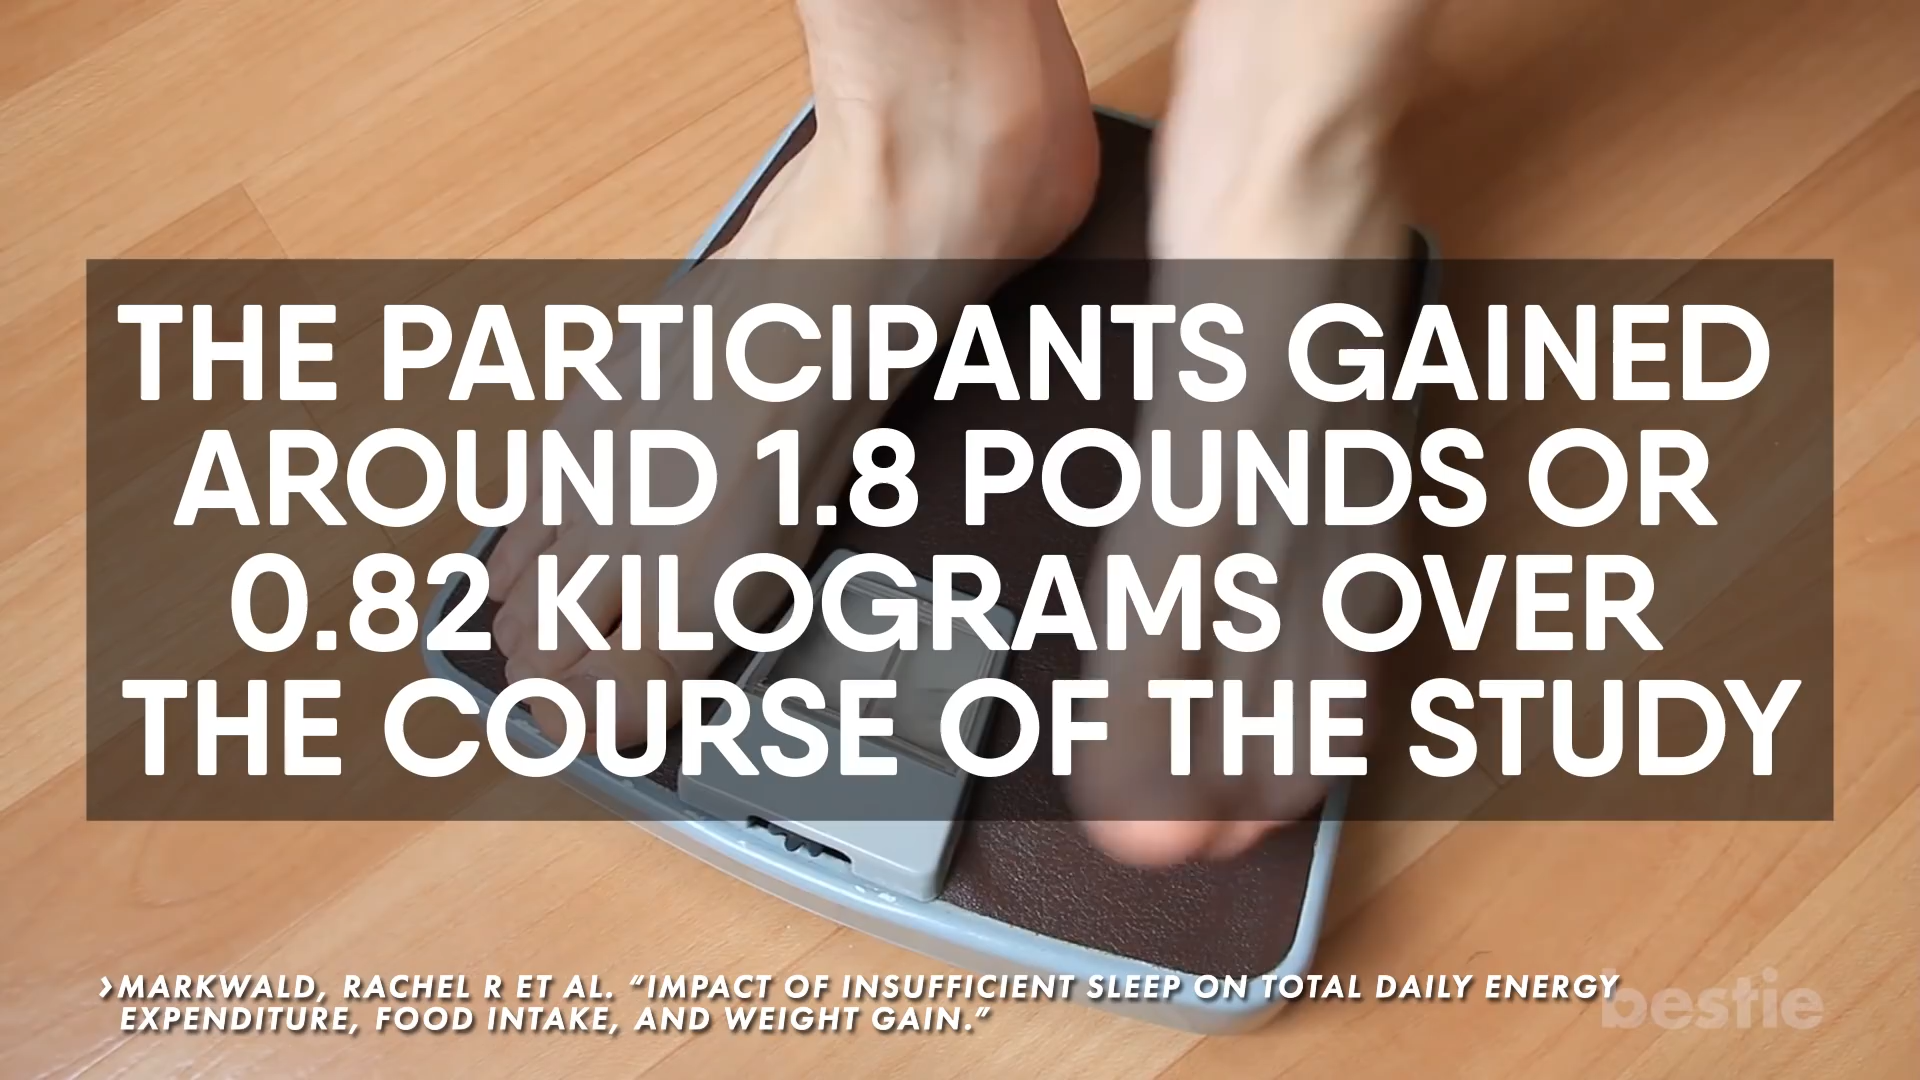 THE PARTICIPANTS GAINED
AROUND 1.8 POUNDS OR
0.82 KILOGRAMS OVER
THE COURSE OF THE STUDY
›MARKWALD, RACHEL R ET AL. “IMPACT OF INSUFFICIENT SLEEP ON TOTAL DAILY ENERGY
EXPENDITURE, FOOD INTAKE, AND WEIGHT GAIN.”
bestie